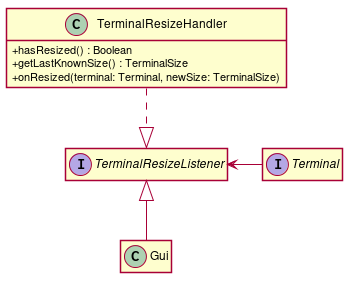 C TerminalResizeHandler
+hasResized() : Boolean
+getLastKnownSize() : TerminalSize
+onResized(terminal: Terminal, newSize: TerminalSize)
I TerminalResizeListener
I Terminal
C Gui